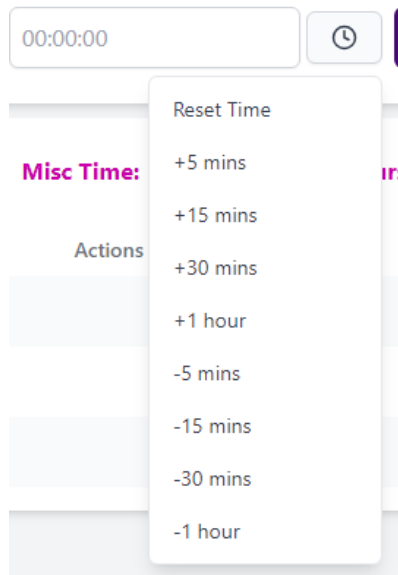 00:00:00
Reset Time
+5 mins
Misc Time:
+15 mins
Actions
+30 mins
+1 hour
-5 mins
-15 mins
-30 mins
-1 hour